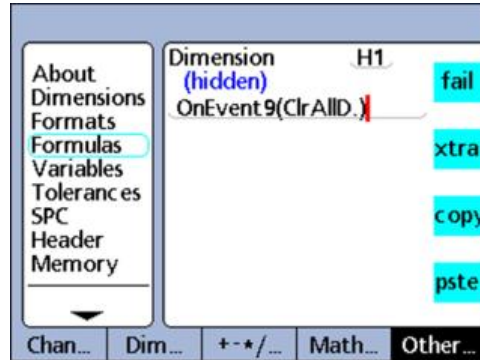 About
Dimensions
Formats
Formulas
Variables
Tolerances
SPC
Header
Memory
Dimension H1
(hidden)
OnEvent9(ClrAllD.)
fail
xtra
copy
pste
Chan... Dim... +-*/... Math... Other...